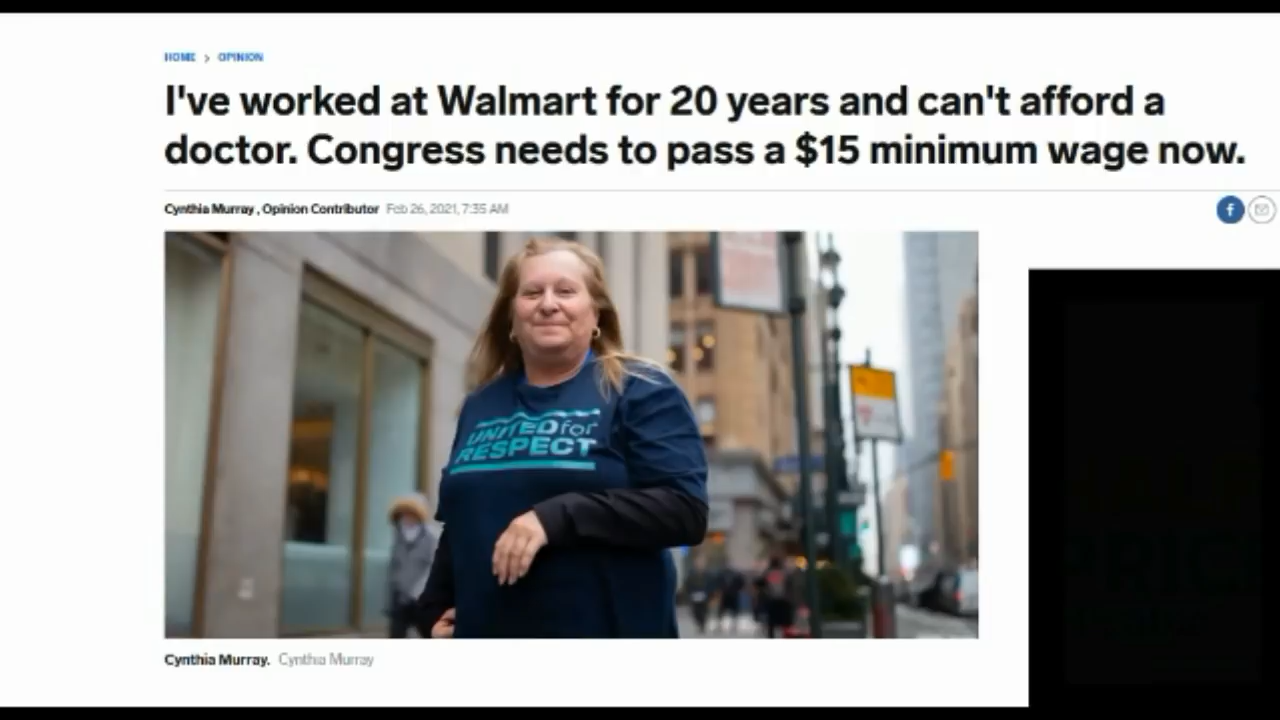 HOME > OPINION
I've worked at Walmart for 20 years and can't afford a
doctor. Congress needs to pass a $15 minimum wage now.
Cynthia Murray, Opinion Contributor Feb 26, 2021, 7:35 AM
f
UNITED for
RESPECT
Cynthia Murray. Cynthia Murray